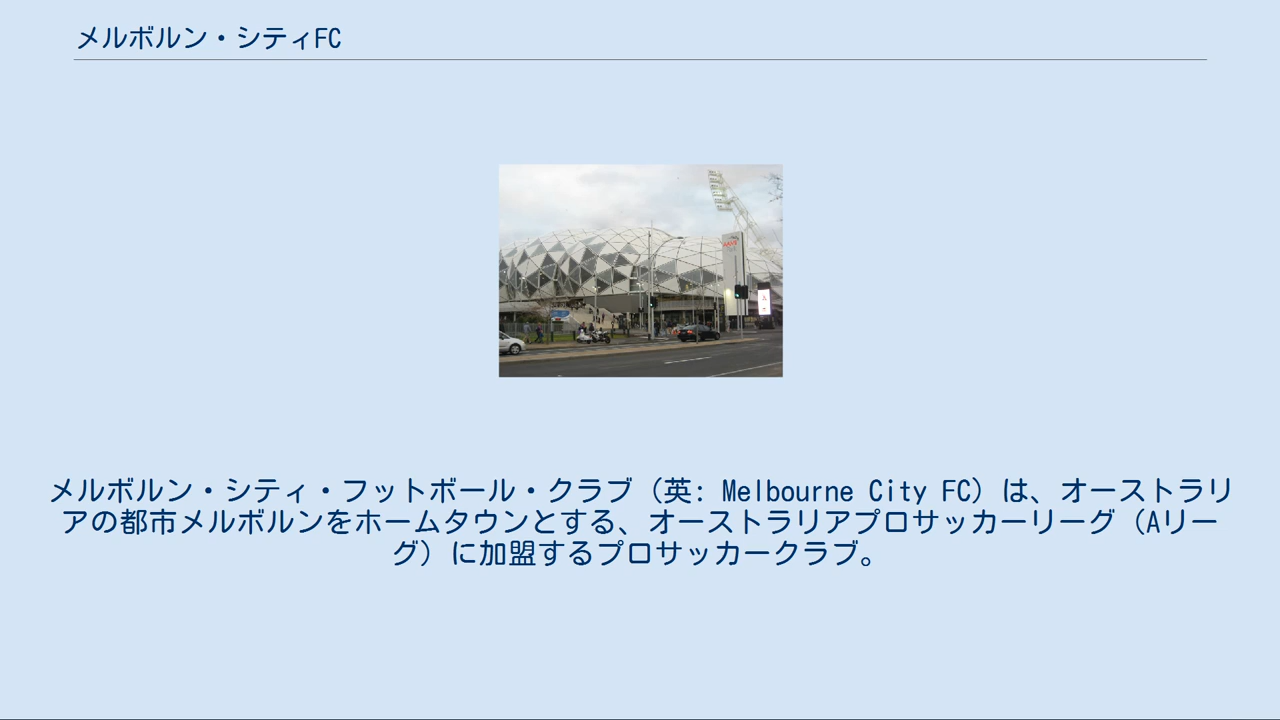 メルボルン・シティFC
メルボルン・シティ・フットボール・クラブ（英: Melbourne City FC）は、オーストラリ
アの都市メルボルンをホームタウンとする、オーストラリアプロサッカーリーグ（Aリー
グ）に加盟するプロサッカークラブ。